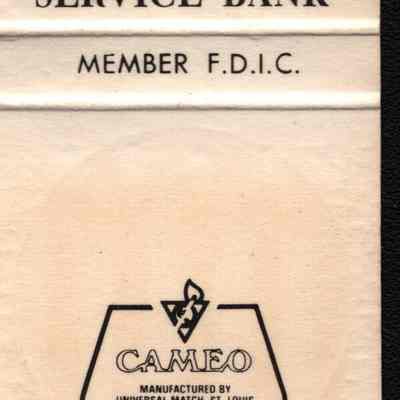 SERVICE BANK
MEMBER F.D.I.C.
CAMEO
MANUFACTURED BY
UNIVERSAL MATCH, ST. LOUIS